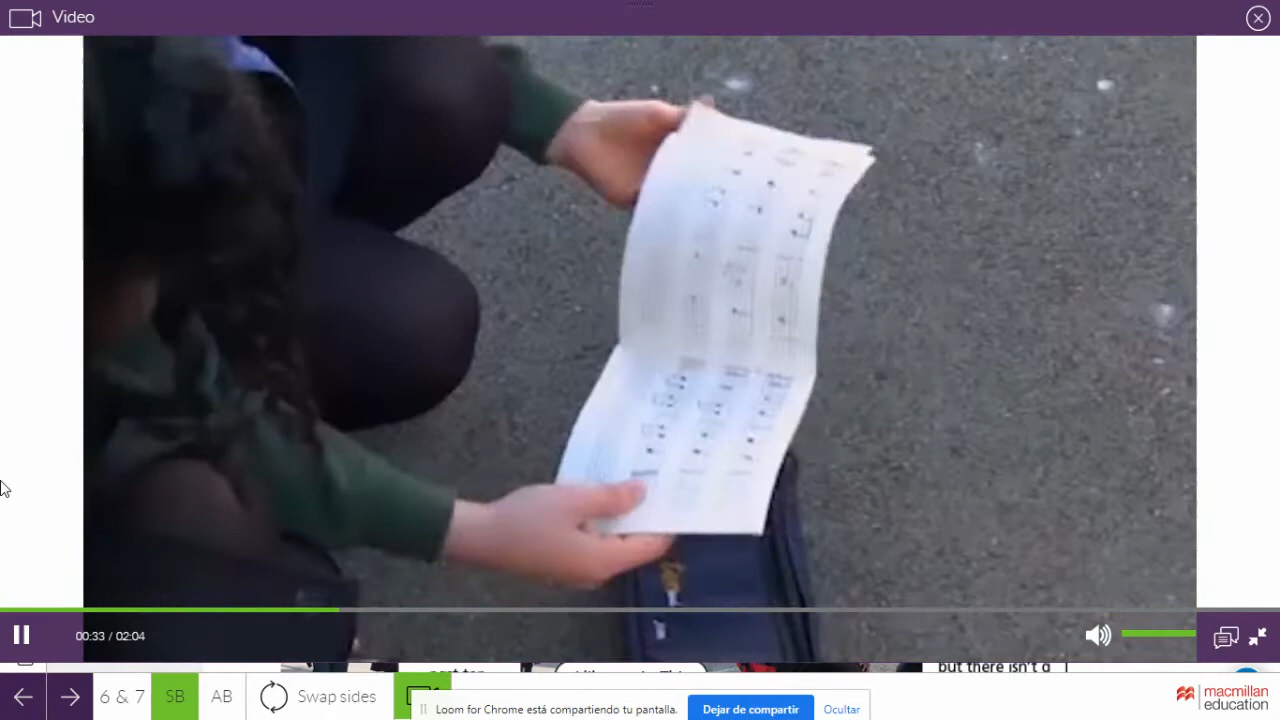 Video
00:33 / 02:04
but there isn't a
6 & 7
SB
AB
Swap sides
Loom for Chrome está compartiendo tu pantalla.
Dejar de compartir
Ocultar
macmillan
education